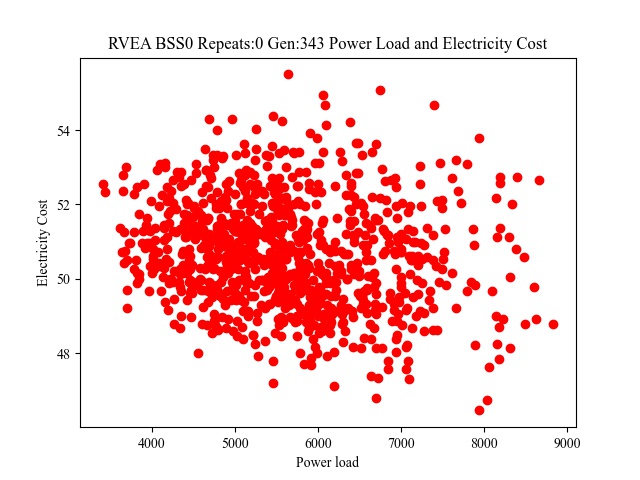 RVEA BSS0 Repeats:0 Gen:343 Power Load and Electricity Cost
Electricity Cost
54
52
50
48
4000 5000 6000 7000 8000 9000
Power load